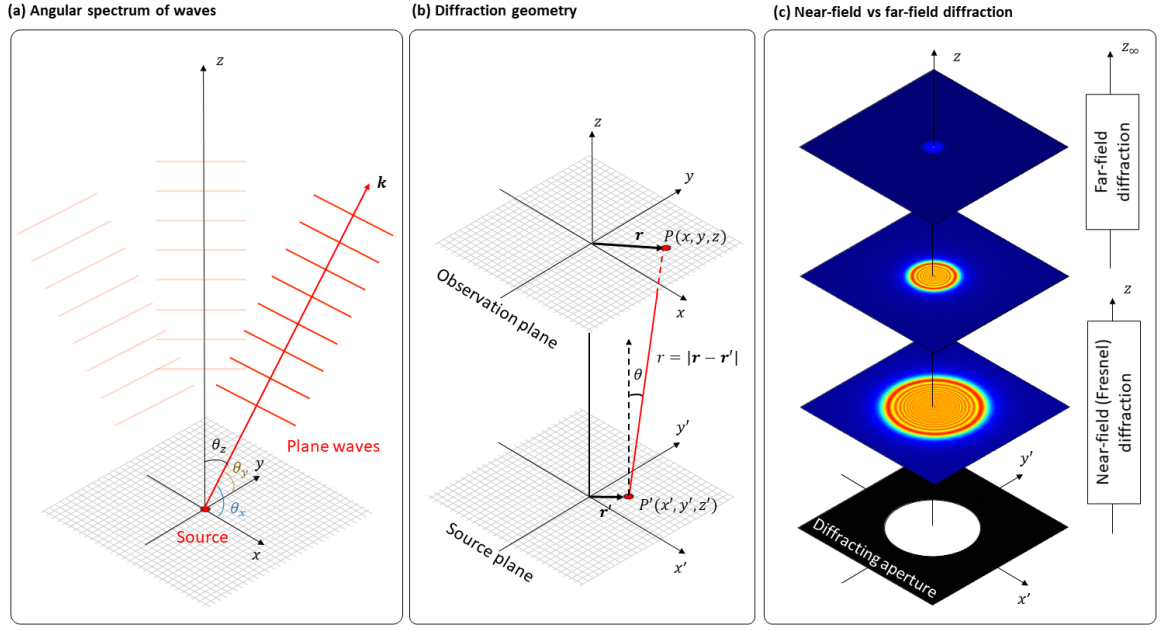 (a) Angular spectrum of waves
z
k
Plane waves
θz
θy
y
θx
Source
x
(b) Diffraction geometry
z
y
r
P(x, y, z)
x
Observation plane
r = |r − r′|
θ
y′
r′
P′(x′, y′, z′)
Source plane
x′
(c) Near-field vs far-field diffraction
z
z∞
Far-field
diffraction
z
Near-field (Fresnel)
diffraction
y′
Diffracting aperture
x′